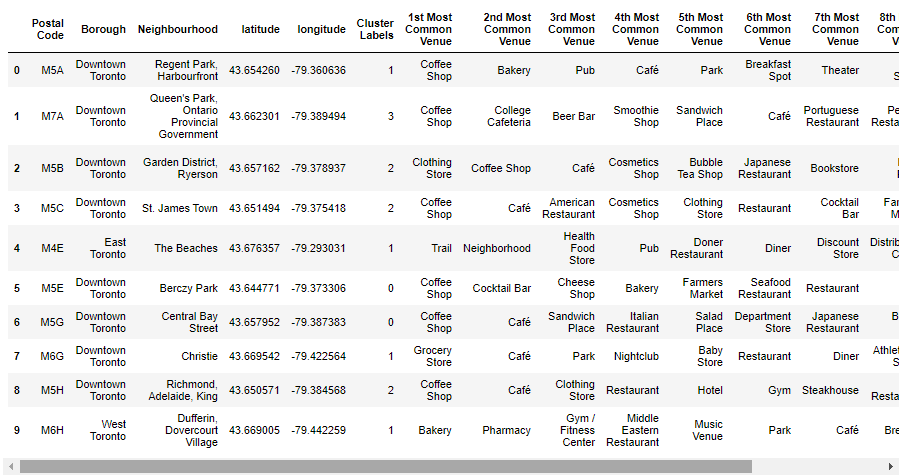 Postal Code Borough Neighbourhood latitude longitude Cluster Labels 1st Most Common Venue 2nd Most Common Venue 3rd Most Common Venue 4th Most Common Venue 5th Most Common Venue 6th Most Common Venue 7th Most Common Venue 8th
0 M5A Downtown Toronto Regent Park, Harbourfront 43.654260 -79.360636 1 Coffee Shop Bakery Pub Café Park Breakfast Spot Theater
1 M7A Downtown Toronto Queen's Park, Ontario Provincial Government 43.662301 -79.389494 3 Coffee Shop College Cafeteria Beer Bar Smoothie Shop Sandwich Place Café Portuguese Restaurant
2 M5B Downtown Toronto Garden District, Ryerson 43.657162 -79.378937 2 Clothing Store Coffee Shop Café Cosmetics Shop Bubble Tea Shop Japanese Restaurant Bookstore
3 M5C Downtown Toronto St. James Town 43.651494 -79.375418 2 Coffee Shop Café American Restaurant Cosmetics Shop Clothing Store Restaurant Cocktail Bar
4 M4E East Toronto The Beaches 43.676357 -79.293031 1 Trail Neighborhood Health Food Store Pub Doner Restaurant Diner Discount Store
5 M5E Downtown Toronto Berczy Park 43.644771 -79.373306 0 Coffee Shop Cocktail Bar Cheese Shop Bakery Farmers Market Seafood Restaurant Restaurant
6 M5G Downtown Toronto Central Bay Street 43.657952 -79.387383 0 Coffee Shop Café Sandwich Place Italian Restaurant Salad Place Department Store Japanese Restaurant
7 M6G Downtown Toronto Christie 43.669542 -79.422564 1 Grocery Store Café Park Nightclub Baby Store Restaurant Diner
8 M5H Downtown Toronto Richmond, Adelaide, King 43.650571 -79.384568 2 Coffee Shop Café Clothing Store Restaurant Hotel Gym Steakhouse
9 M6H West Toronto Dufferin, Dovercourt Village 43.669005 -79.442259 1 Bakery Pharmacy Gym / Fitness Center Middle Eastern Restaurant Music Venue Park Café